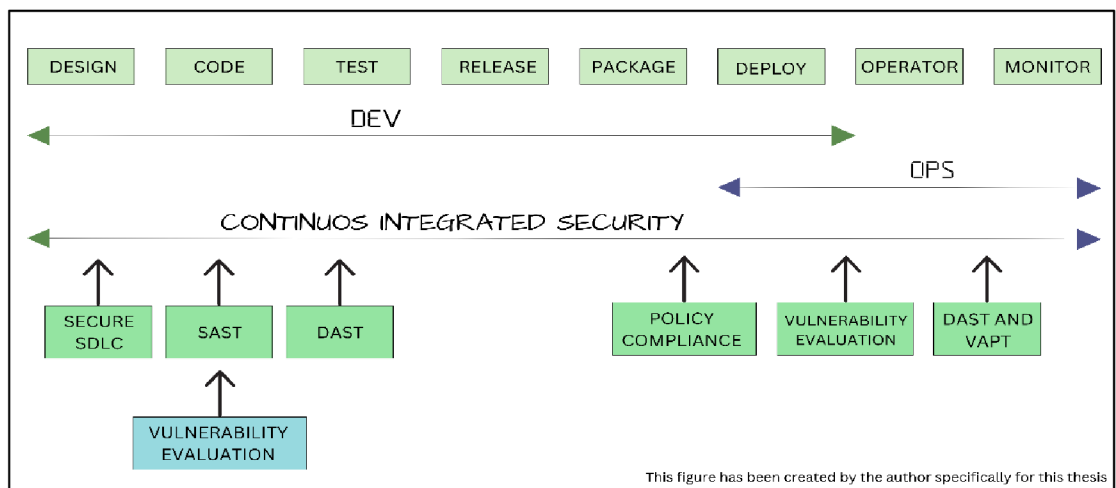 DESIGN
CODE
TEST
RELEASE
PACKAGE
DEPLOY
OPERATOR
MONITOR
DEV
OPS
CONTINUOS INTEGRATED SECURITY
SECURE
SDLC
SAST
DAST
POLICY
COMPLIANCE
VULNERABILITY
EVALUATION
DAST AND
VAPT
VULNERABILITY
EVALUATION
This figure has been created by the author specifically for this thesis